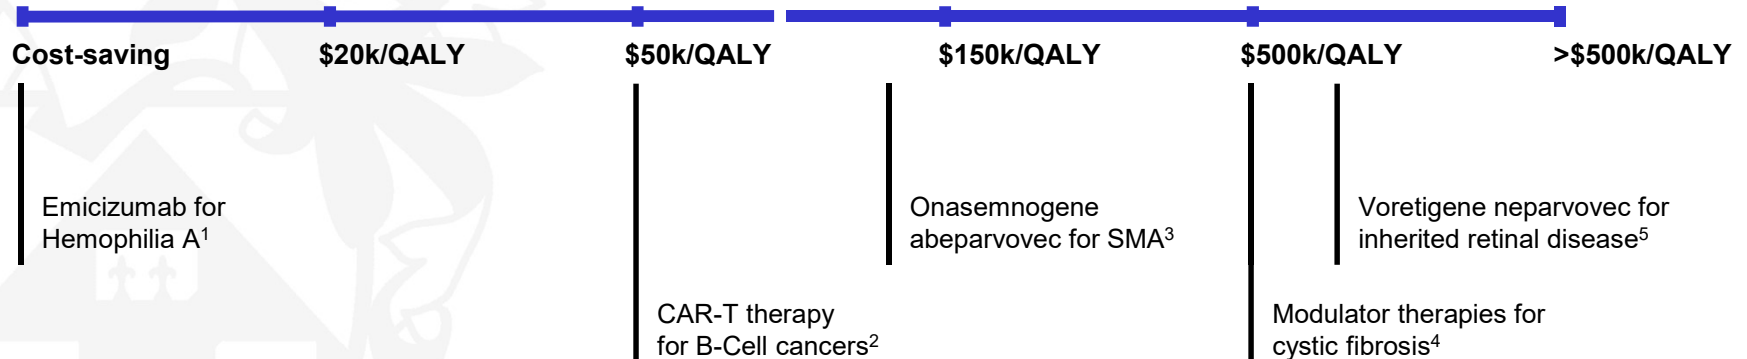 Cost-saving $20k/QALY $50k/QALY $150k/QALY $500k/QALY >$500k/QALY
Emicizumab for
Hemophilia A¹
Onasemnogene
abeparvovec for SMA³
Voretigene neparvovec for
inherited retinal disease⁵
CAR-T therapy
for B-Cell cancers²
Modulator therapies for
cystic fibrosis⁴